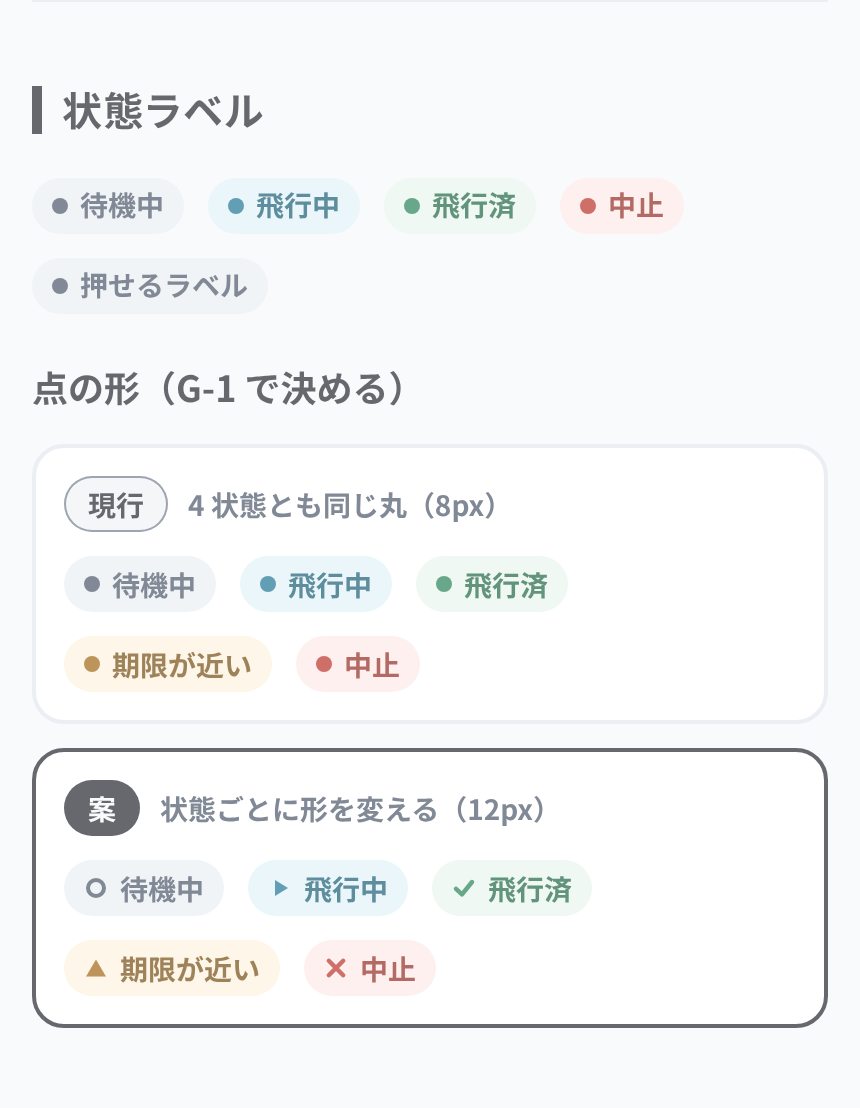 状態ラベル
待機中 飛行中 飛行済 中止
押せるラベル
点の形（G-1 で決める）
現行 4 状態とも同じ丸（8px）
待機中 飛行中 飛行済
期限が近い 中止
案 状態ごとに形を変える（12px）
待機中 飛行中 飛行済
期限が近い 中止